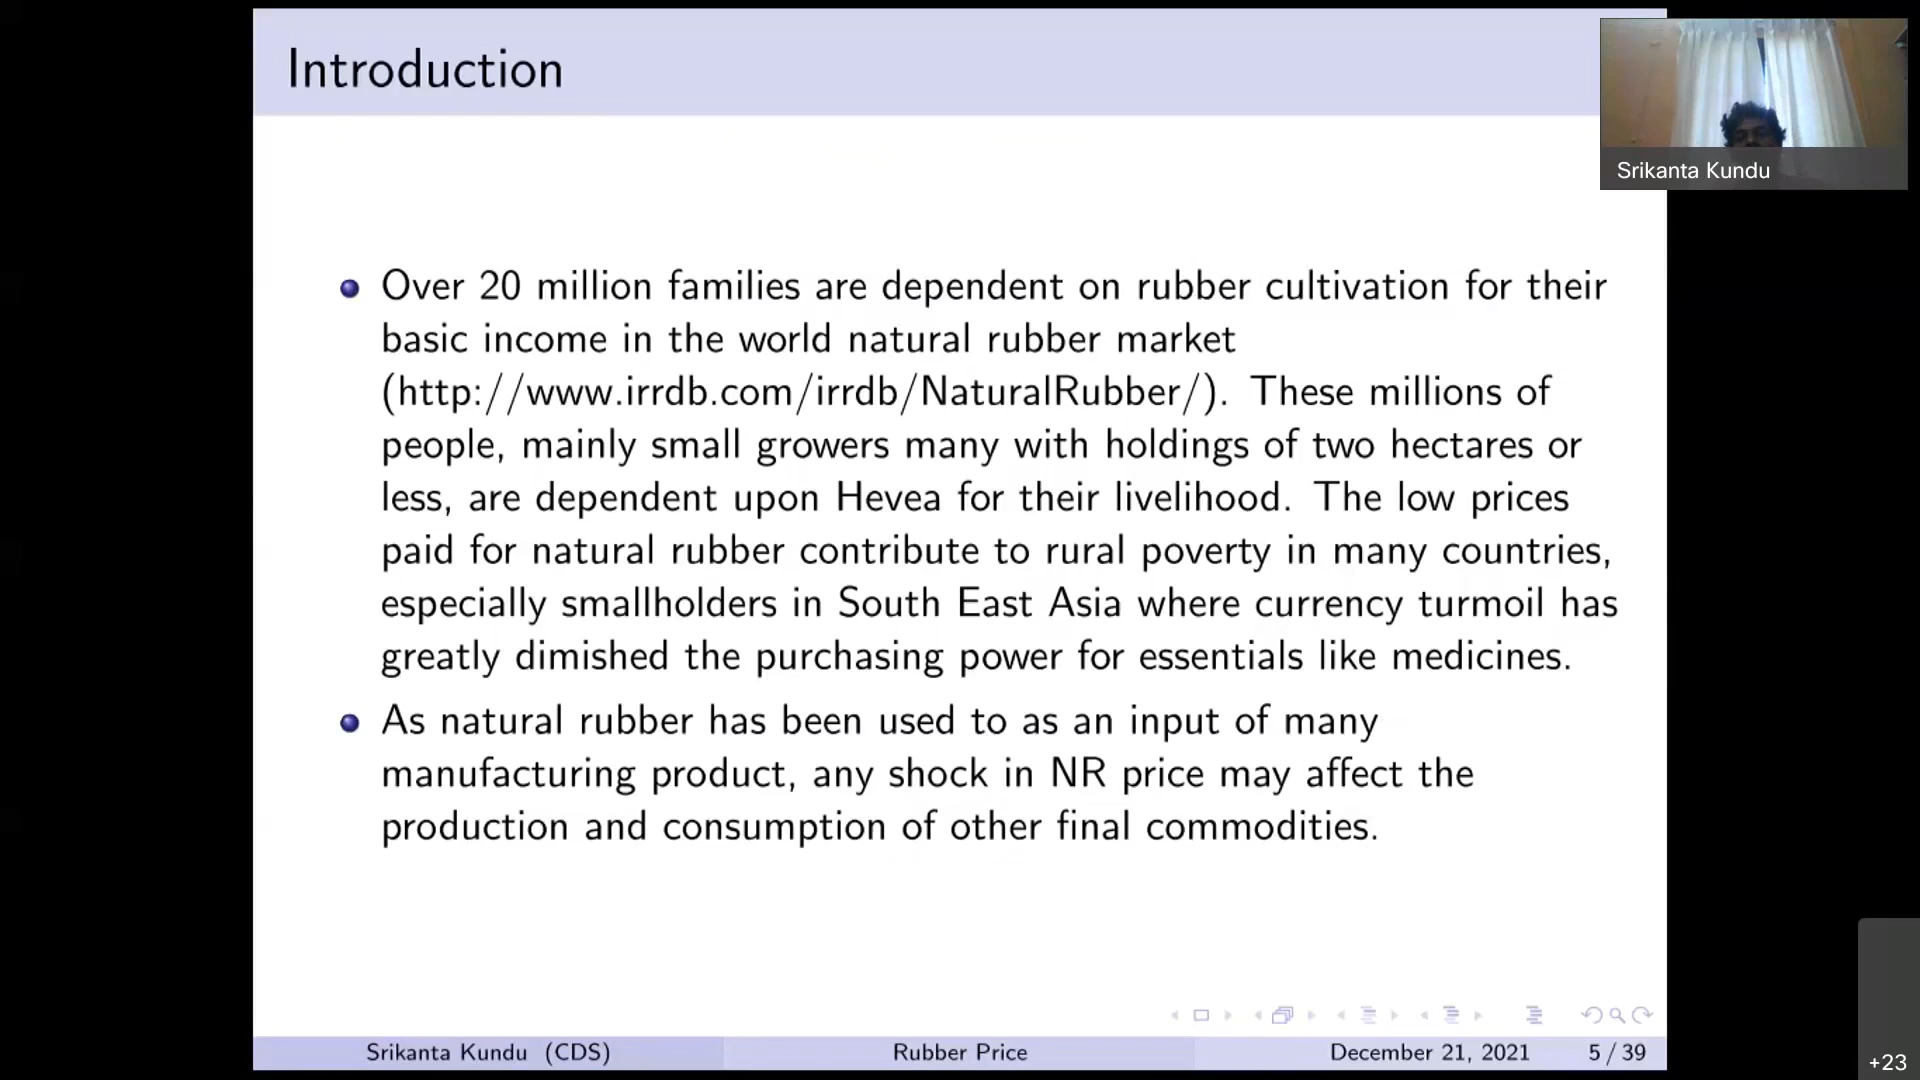 Introduction
Srikanta Kundu
Over 20 million families are dependent on rubber cultivation for their
basic income in the world natural rubber market
(http://www.irrdb.com/irrdb/NaturalRubber/). These millions of
people, mainly small growers many with holdings of two hectares or
less, are dependent upon Hevea for their livelihood. The low prices
paid for natural rubber contribute to rural poverty in many countries,
especially smallholders in South East Asia where currency turmoil has
greatly dimished the purchasing power for essentials like medicines.
As natural rubber has been used to as an input of many
manufacturing product, any shock in NR price may affect the
production and consumption of other final commodities.
Srikanta Kundu (CDS) Rubber Price December 21, 2021 5 / 39
+23